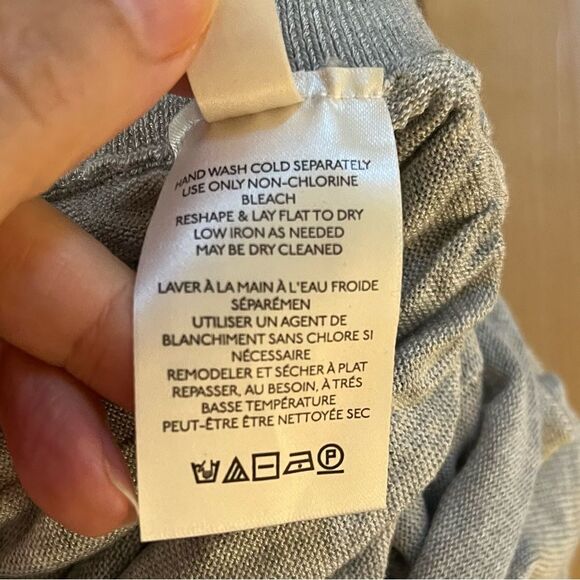 HAND WASH COLD SEPARATELY
USE ONLY NON-CHLORINE
BLEACH
RESHAPE & LAY FLAT TO DRY
LOW IRON AS NEEDED
MAY BE DRY CLEANED
LAVER À LA MAIN À L'EAU FROIDE
SÉPARÉMEN
UTILISER UN AGENT DE
BLANCHIMENT SANS CHLORE SI
NÉCESSAIRE
REMODELER ET SÉCHER À PLAT
REPASSER, AU BESOIN, À TRÉS
BASSE TEMPÉRATURE
PEUT-ÊTRE ÊTRE NETTOYÉE SEC
P